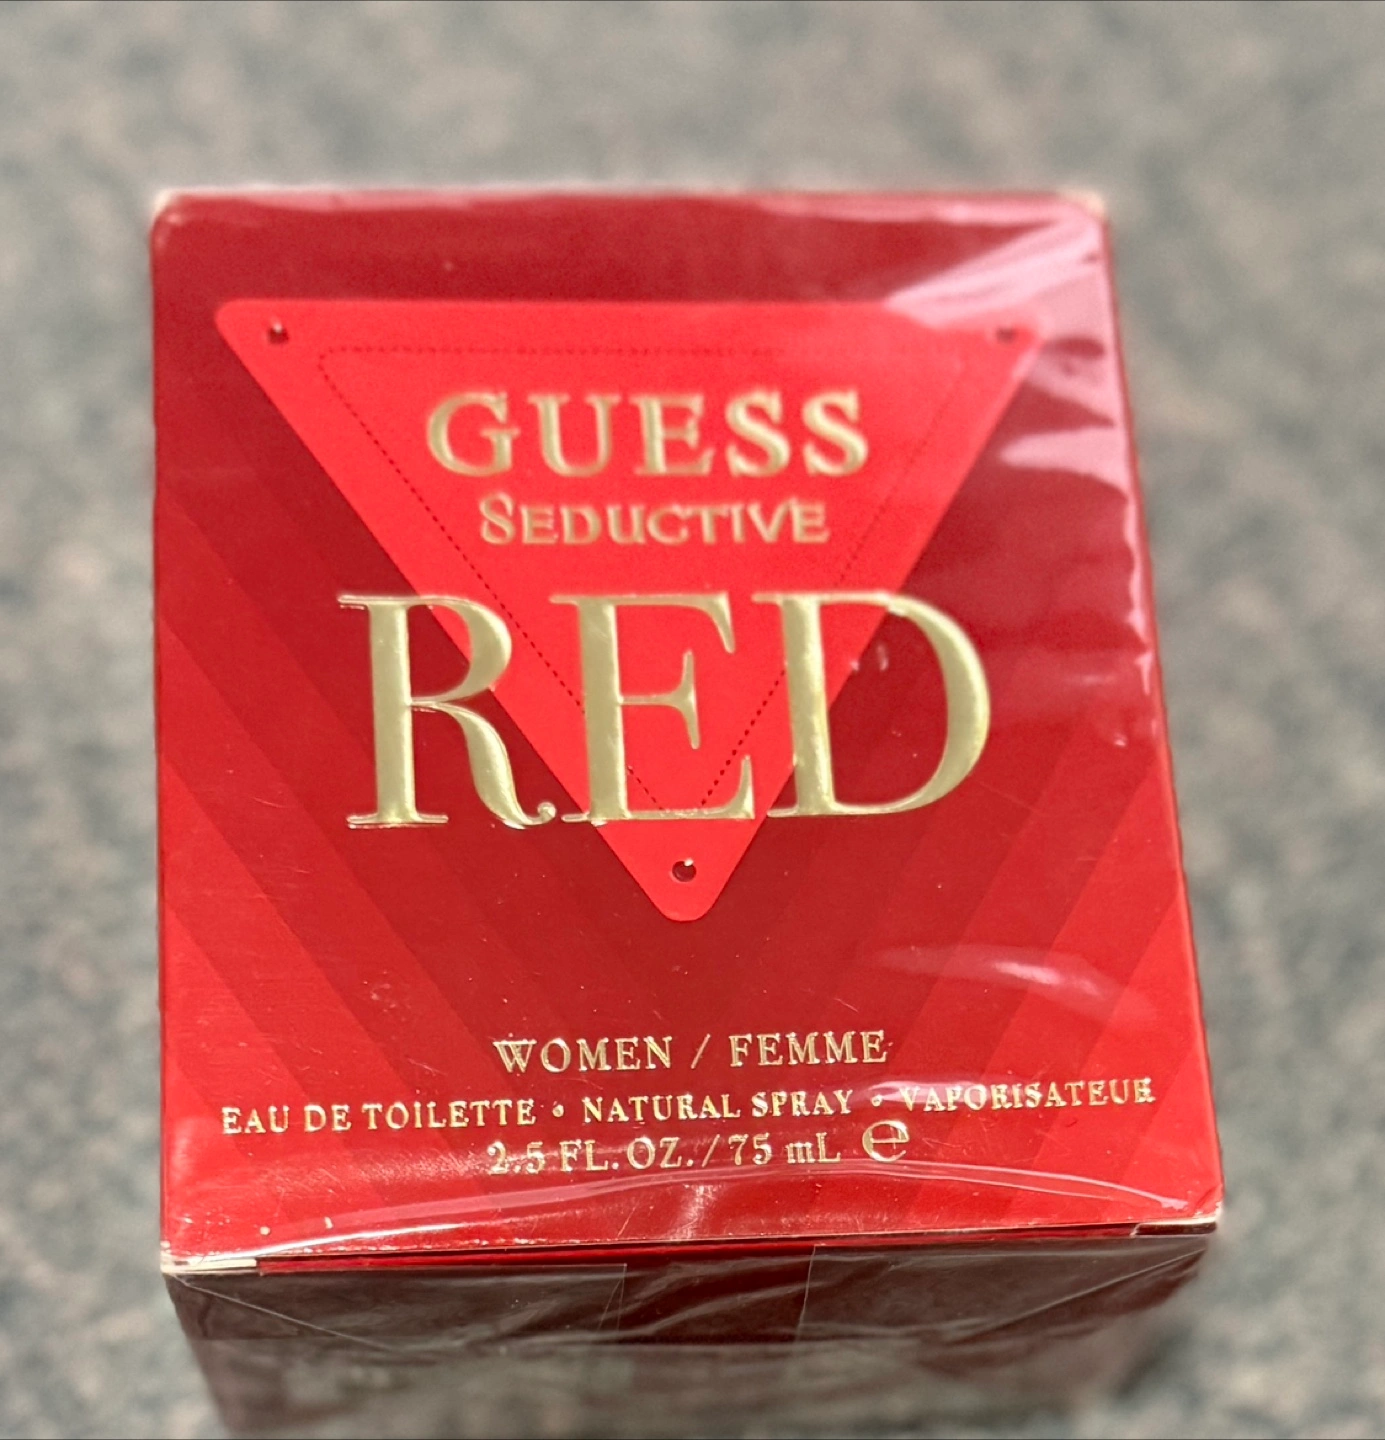 GUESS
SEDUCTIVE
RED
WOMEN / FEMME
EAU DE TOILETTE • NATURAL SPRAY • VAPORISATEUR
2.5 FL. OZ. / 75 mL ℮